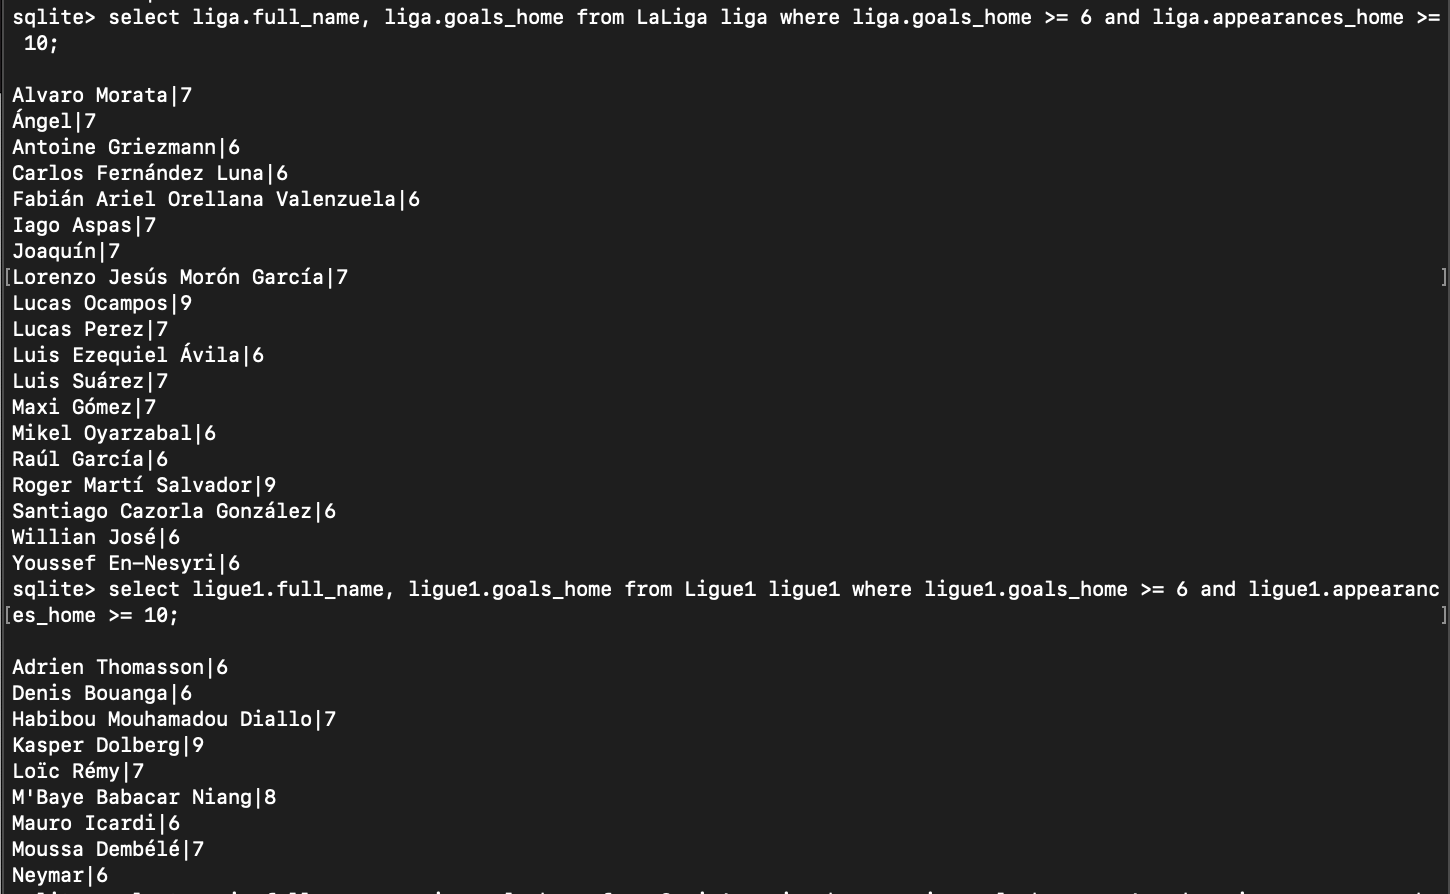 sqlite> select liga.full_name, liga.goals_home from LaLiga liga where liga.goals_home >= 6 and liga.appearances_home >=
10;
Alvaro Morata|7
Ángel|7
Antoine Griezmann|6
Carlos Fernández Luna|6
Fabián Ariel Orellana Valenzuela|6
Iago Aspas|7
Joaquín|7
[Lorenzo Jesús Morón García|7 ]
Lucas Ocampos|9
Lucas Perez|7
Luis Ezequiel Ávila|6
Luis Suárez|7
Maxi Gómez|7
Mikel Oyarzabal|6
Raúl García|6
Roger Martí Salvador|9
Santiago Cazorla González|6
Willian José|6
Youssef En-Nesyri|6
sqlite> select ligue1.full_name, ligue1.goals_home from Ligue1 ligue1 where ligue1.goals_home >= 6 and ligue1.appearanc
[es_home >= 10; ]
Adrien Thomasson|6
Denis Bouanga|6
Habibou Mouhamadou Diallo|7
Kasper Dolberg|9
Loïc Rémy|7
M'Baye Babacar Niang|8
Mauro Icardi|6
Moussa Dembélé|7
Neymar|6